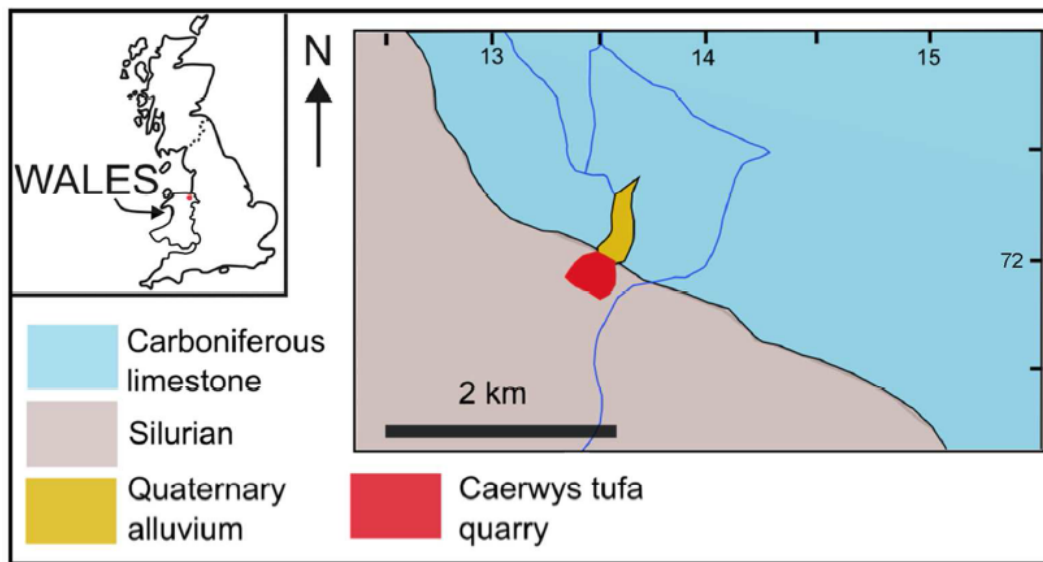 WALES
N
13
14
15
72
2 km
Carboniferous
limestone
Silurian
Quaternary
alluvium
Caerwys tufa
quarry